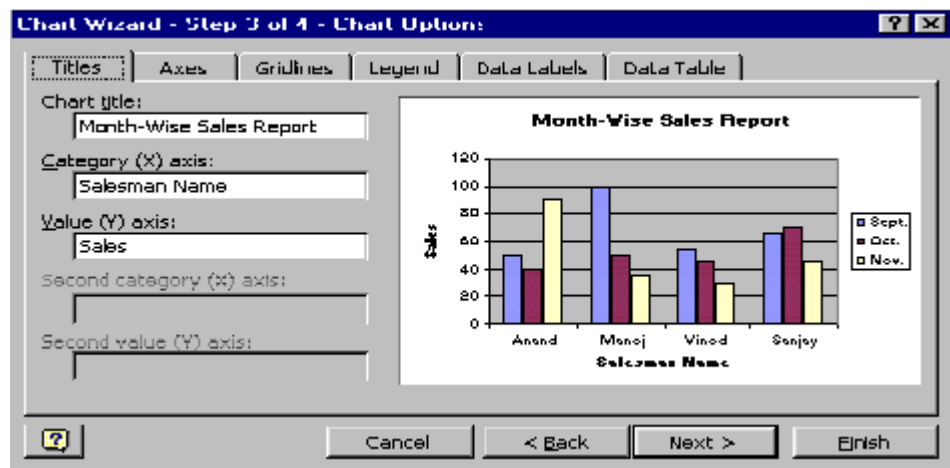 Chart Wizard - Step 3 of 4 - Chart Options
Titles Axes Gridlines Legend Data Labels Data Table
Chart title:
Month-Wise Sales Report
Category (X) axis:
Salesman Name
Value (Y) axis:
Sales
Second category (X) axis:
Second value (Y) axis:
Month-Wise Sales Report
120
100
80
60
40
20
0
Sales
Anand Manoj Vinod Sanjay
Salesman Name
Sept.
Oct.
Nov.
Cancel < Back Next > Finish